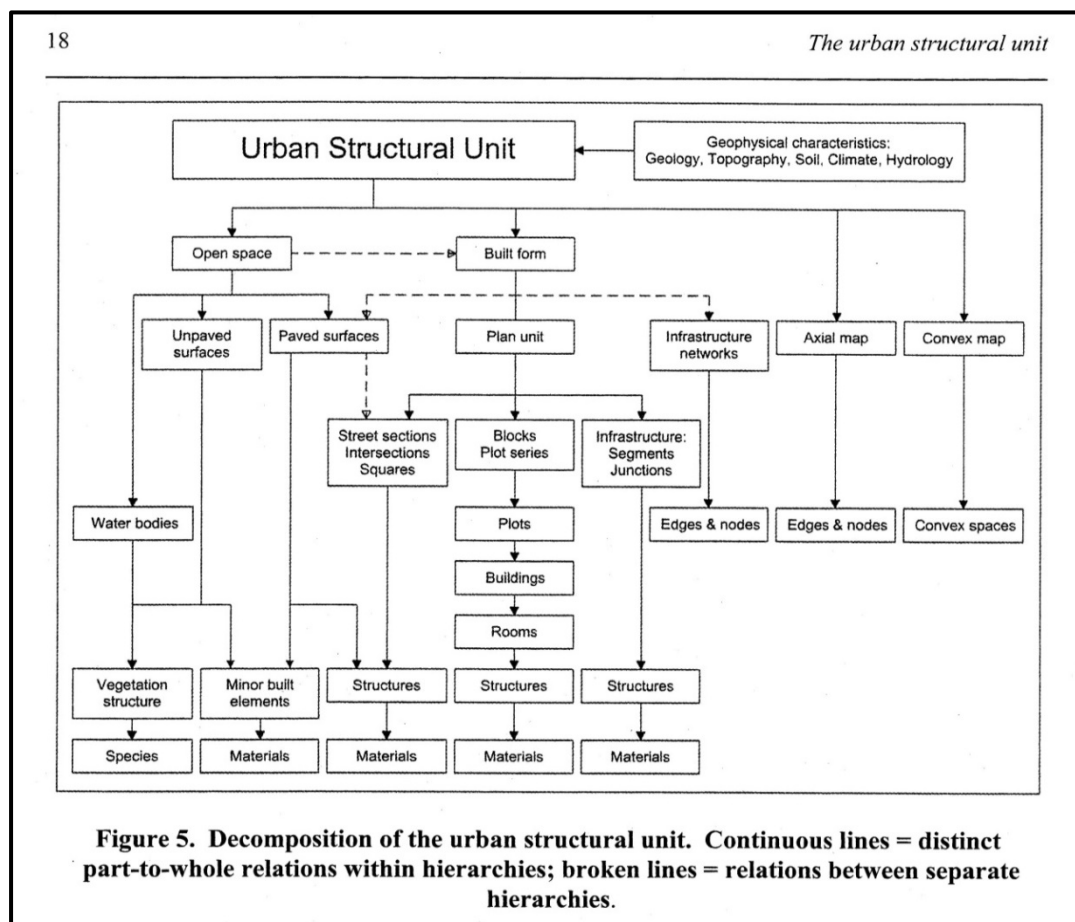 18
The urban structural unit
Urban Structural Unit
Geophysical characteristics:
Geology, Topography, Soil, Climate, Hydrology
Open space
Built form
Unpaved
surfaces
Paved surfaces
Plan unit
Infrastructure
networks
Axial map
Convex map
Street sections
Intersections
Squares
Blocks
Plot series
Infrastructure:
Segments
Junctions
Water bodies
Plots
Edges & nodes
Edges & nodes
Convex spaces
Buildings
Rooms
Vegetation
structure
Minor built
elements
Structures
Structures
Structures
Species
Materials
Materials
Materials
Materials
Figure 5. Decomposition of the urban structural unit. Continuous lines = distinct
part-to-whole relations within hierarchies; broken lines = relations between separate
hierarchies.